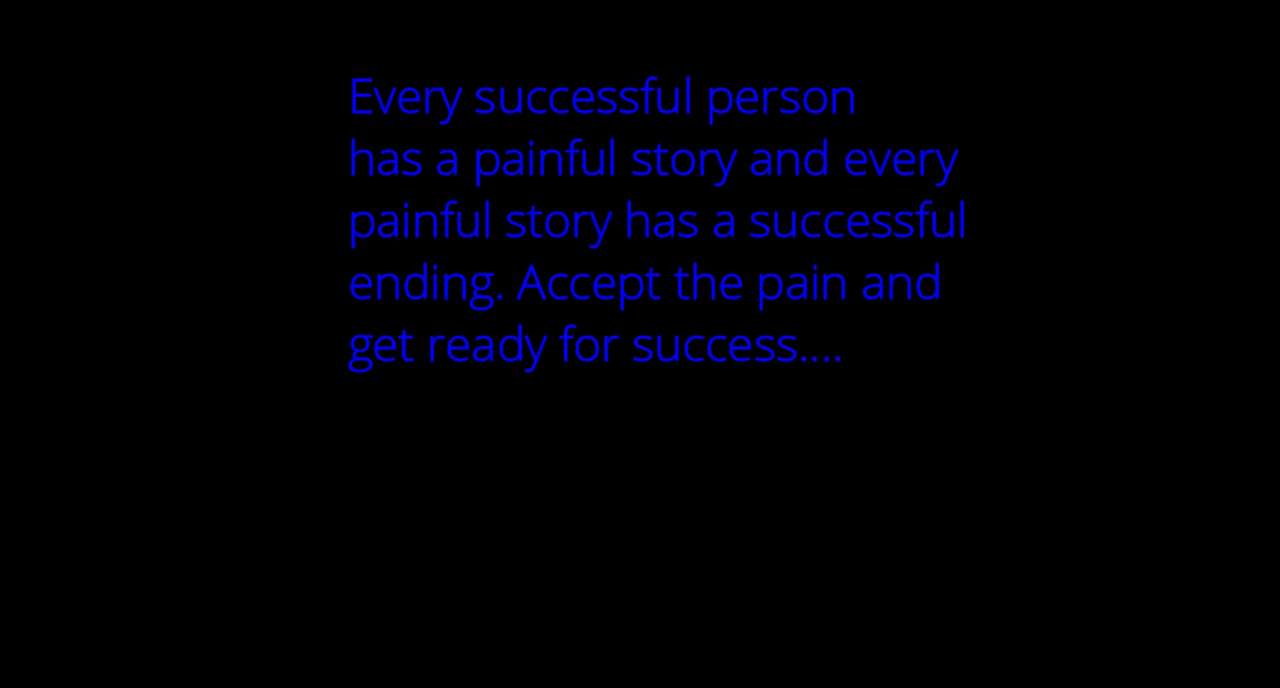 Every successful person
has a painful story and every
painful story has a successful
ending. Accept the pain and
get ready for success....